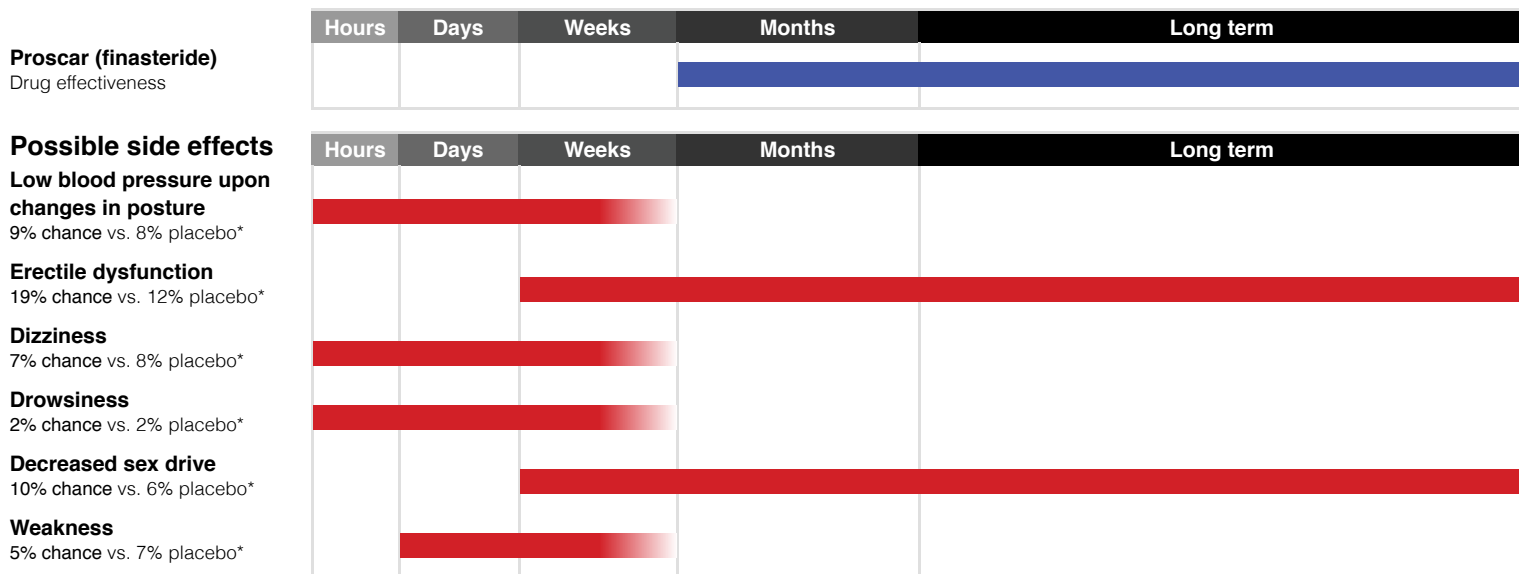 Hours Days Weeks Months Long term
Proscar (finasteride)
Drug effectiveness
Possible side effects
Hours Days Weeks Months Long term
Low blood pressure upon
changes in posture
9% chance vs. 8% placebo*
Erectile dysfunction
19% chance vs. 12% placebo*
Dizziness
7% chance vs. 8% placebo*
Drowsiness
2% chance vs. 2% placebo*
Decreased sex drive
10% chance vs. 6% placebo*
Weakness
5% chance vs. 7% placebo*